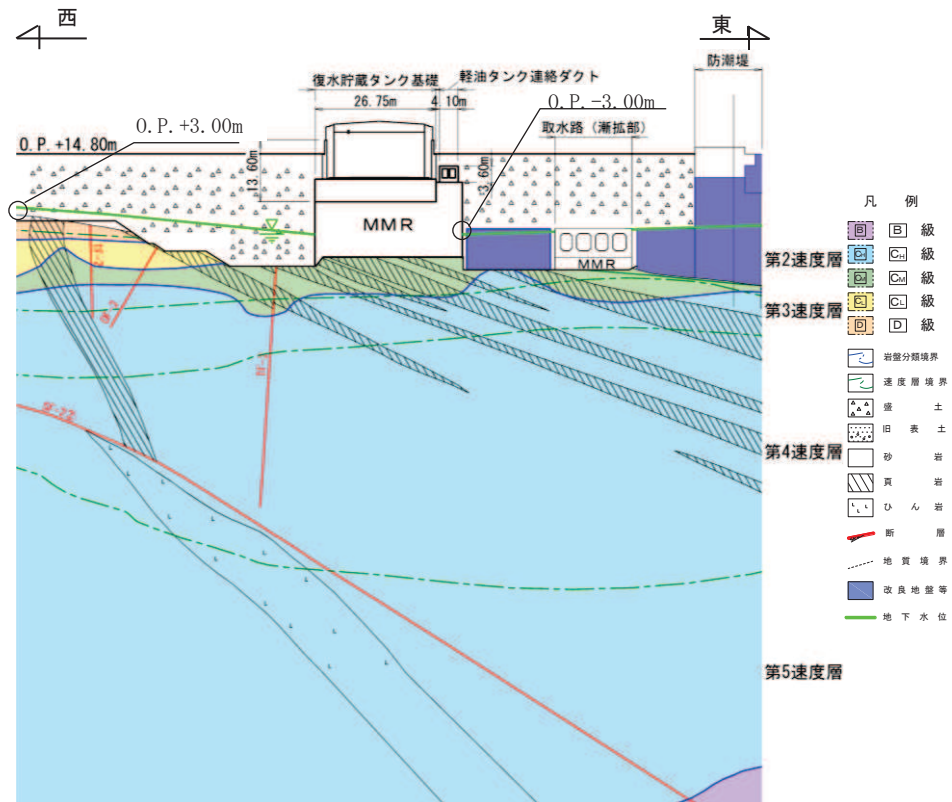 西
東
防潮堤
復水貯蔵タンク基礎
軽油タンク連絡ダクト
26.75m
4
10m
O.P.-3.00m
O.P.+3.00m
取水路(漸拡部)
O.P.+14.80m
13.60m
3.60m
MMR
MMR
第2速度層
第3速度層
第4速度層
第5速度層
凡 例
B B 級
CH CH 級
CM CM 級
CL CL 級
D D 級
岩盤分類境界
速度層境界
盛土
旧表土
砂岩
頁岩
ひん岩
断層
地質境界
改良地盤等
地下水位